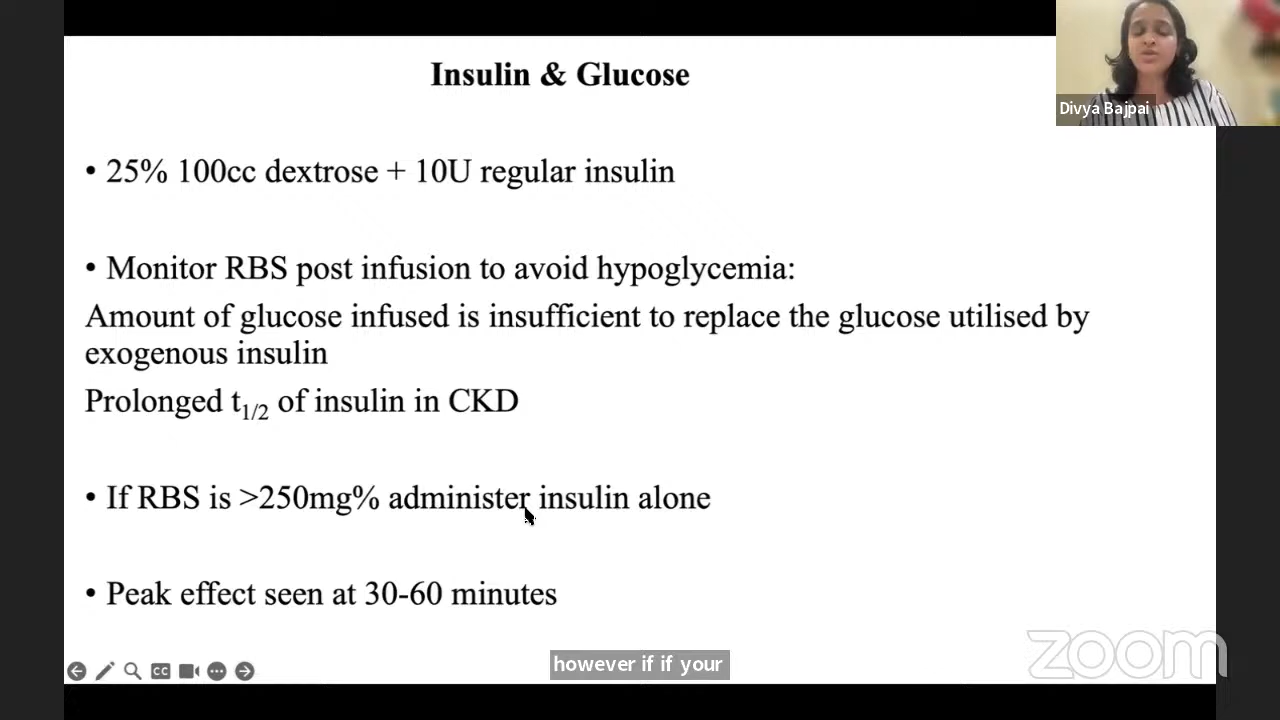 Insulin & Glucose
Divya Bajpai
• 25% 100cc dextrose + 10U regular insulin
• Monitor RBS post infusion to avoid hypoglycemia:
Amount of glucose infused is insufficient to replace the glucose utilised by
exogenous insulin
Prolonged t1/2 of insulin in CKD
• If RBS is >250mg% administer insulin alone
• Peak effect seen at 30-60 minutes
CC
however if if your
zoom